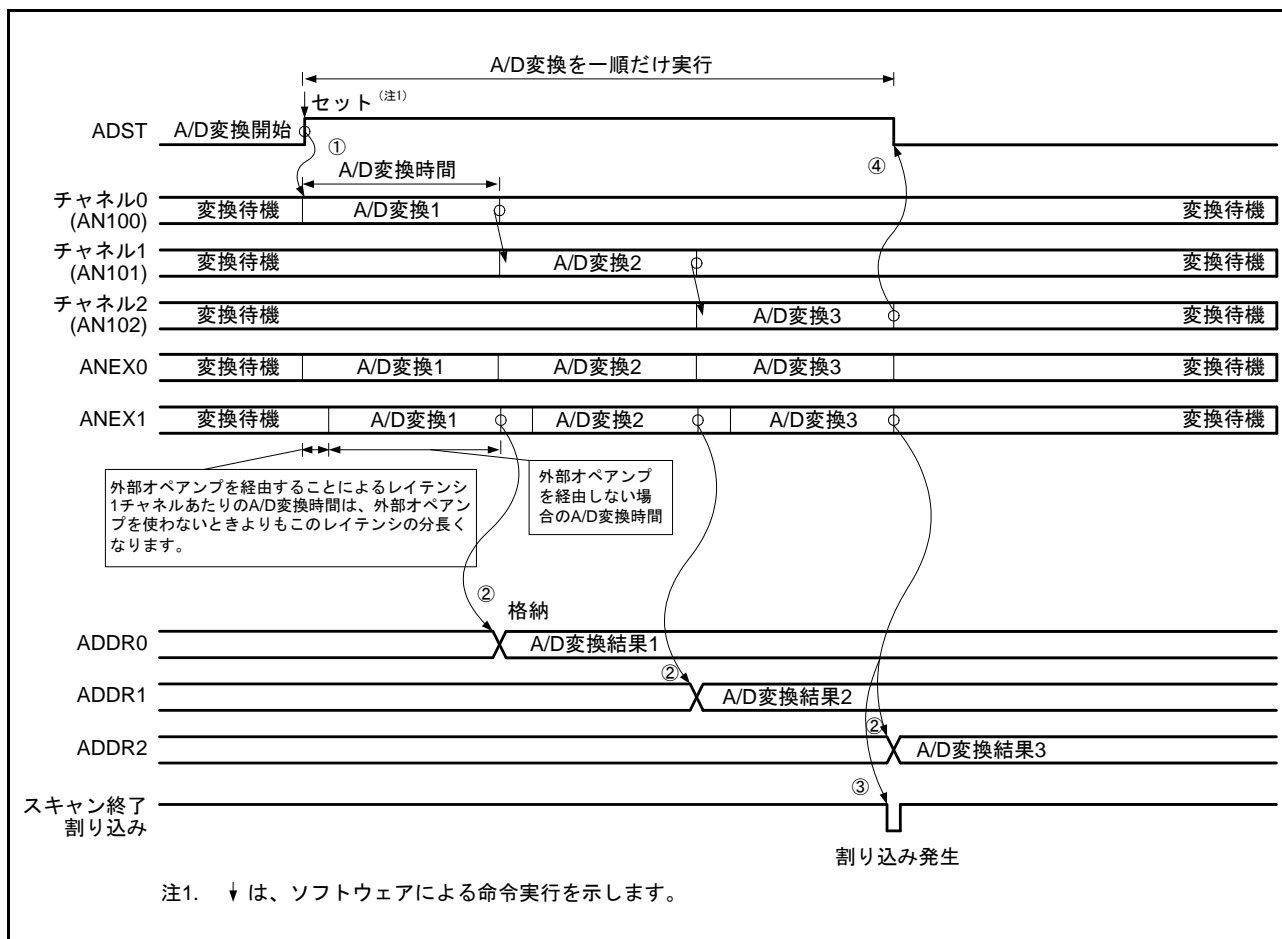 A/D変換を一順だけ実行
セット(注1)
ADST A/D変換開始
①
④
A/D変換時間
チャネル0
(AN100)
変換待機 A/D変換1 変換待機
チャネル1
(AN101)
変換待機 A/D変換2 変換待機
チャネル2
(AN102)
変換待機 A/D変換3 変換待機
ANEX0 変換待機 A/D変換1 A/D変換2 A/D変換3 変換待機
ANEX1 変換待機 A/D変換1 A/D変換2 A/D変換3 変換待機
外部オペアンプを経由することによるレイテンシ
1チャネルあたりのA/D変換時間は、外部オペアン
プを使わないときよりもこのレイテンシの分長く
なります。
外部オペアンプ
を経由しない場
合のA/D変換時間
② 格納
ADDR0 A/D変換結果1
②
ADDR1 A/D変換結果2
②
ADDR2 A/D変換結果3
③
スキャン終了
割り込み
割り込み発生
注1. ↓は、ソフトウェアによる命令実行を示します。